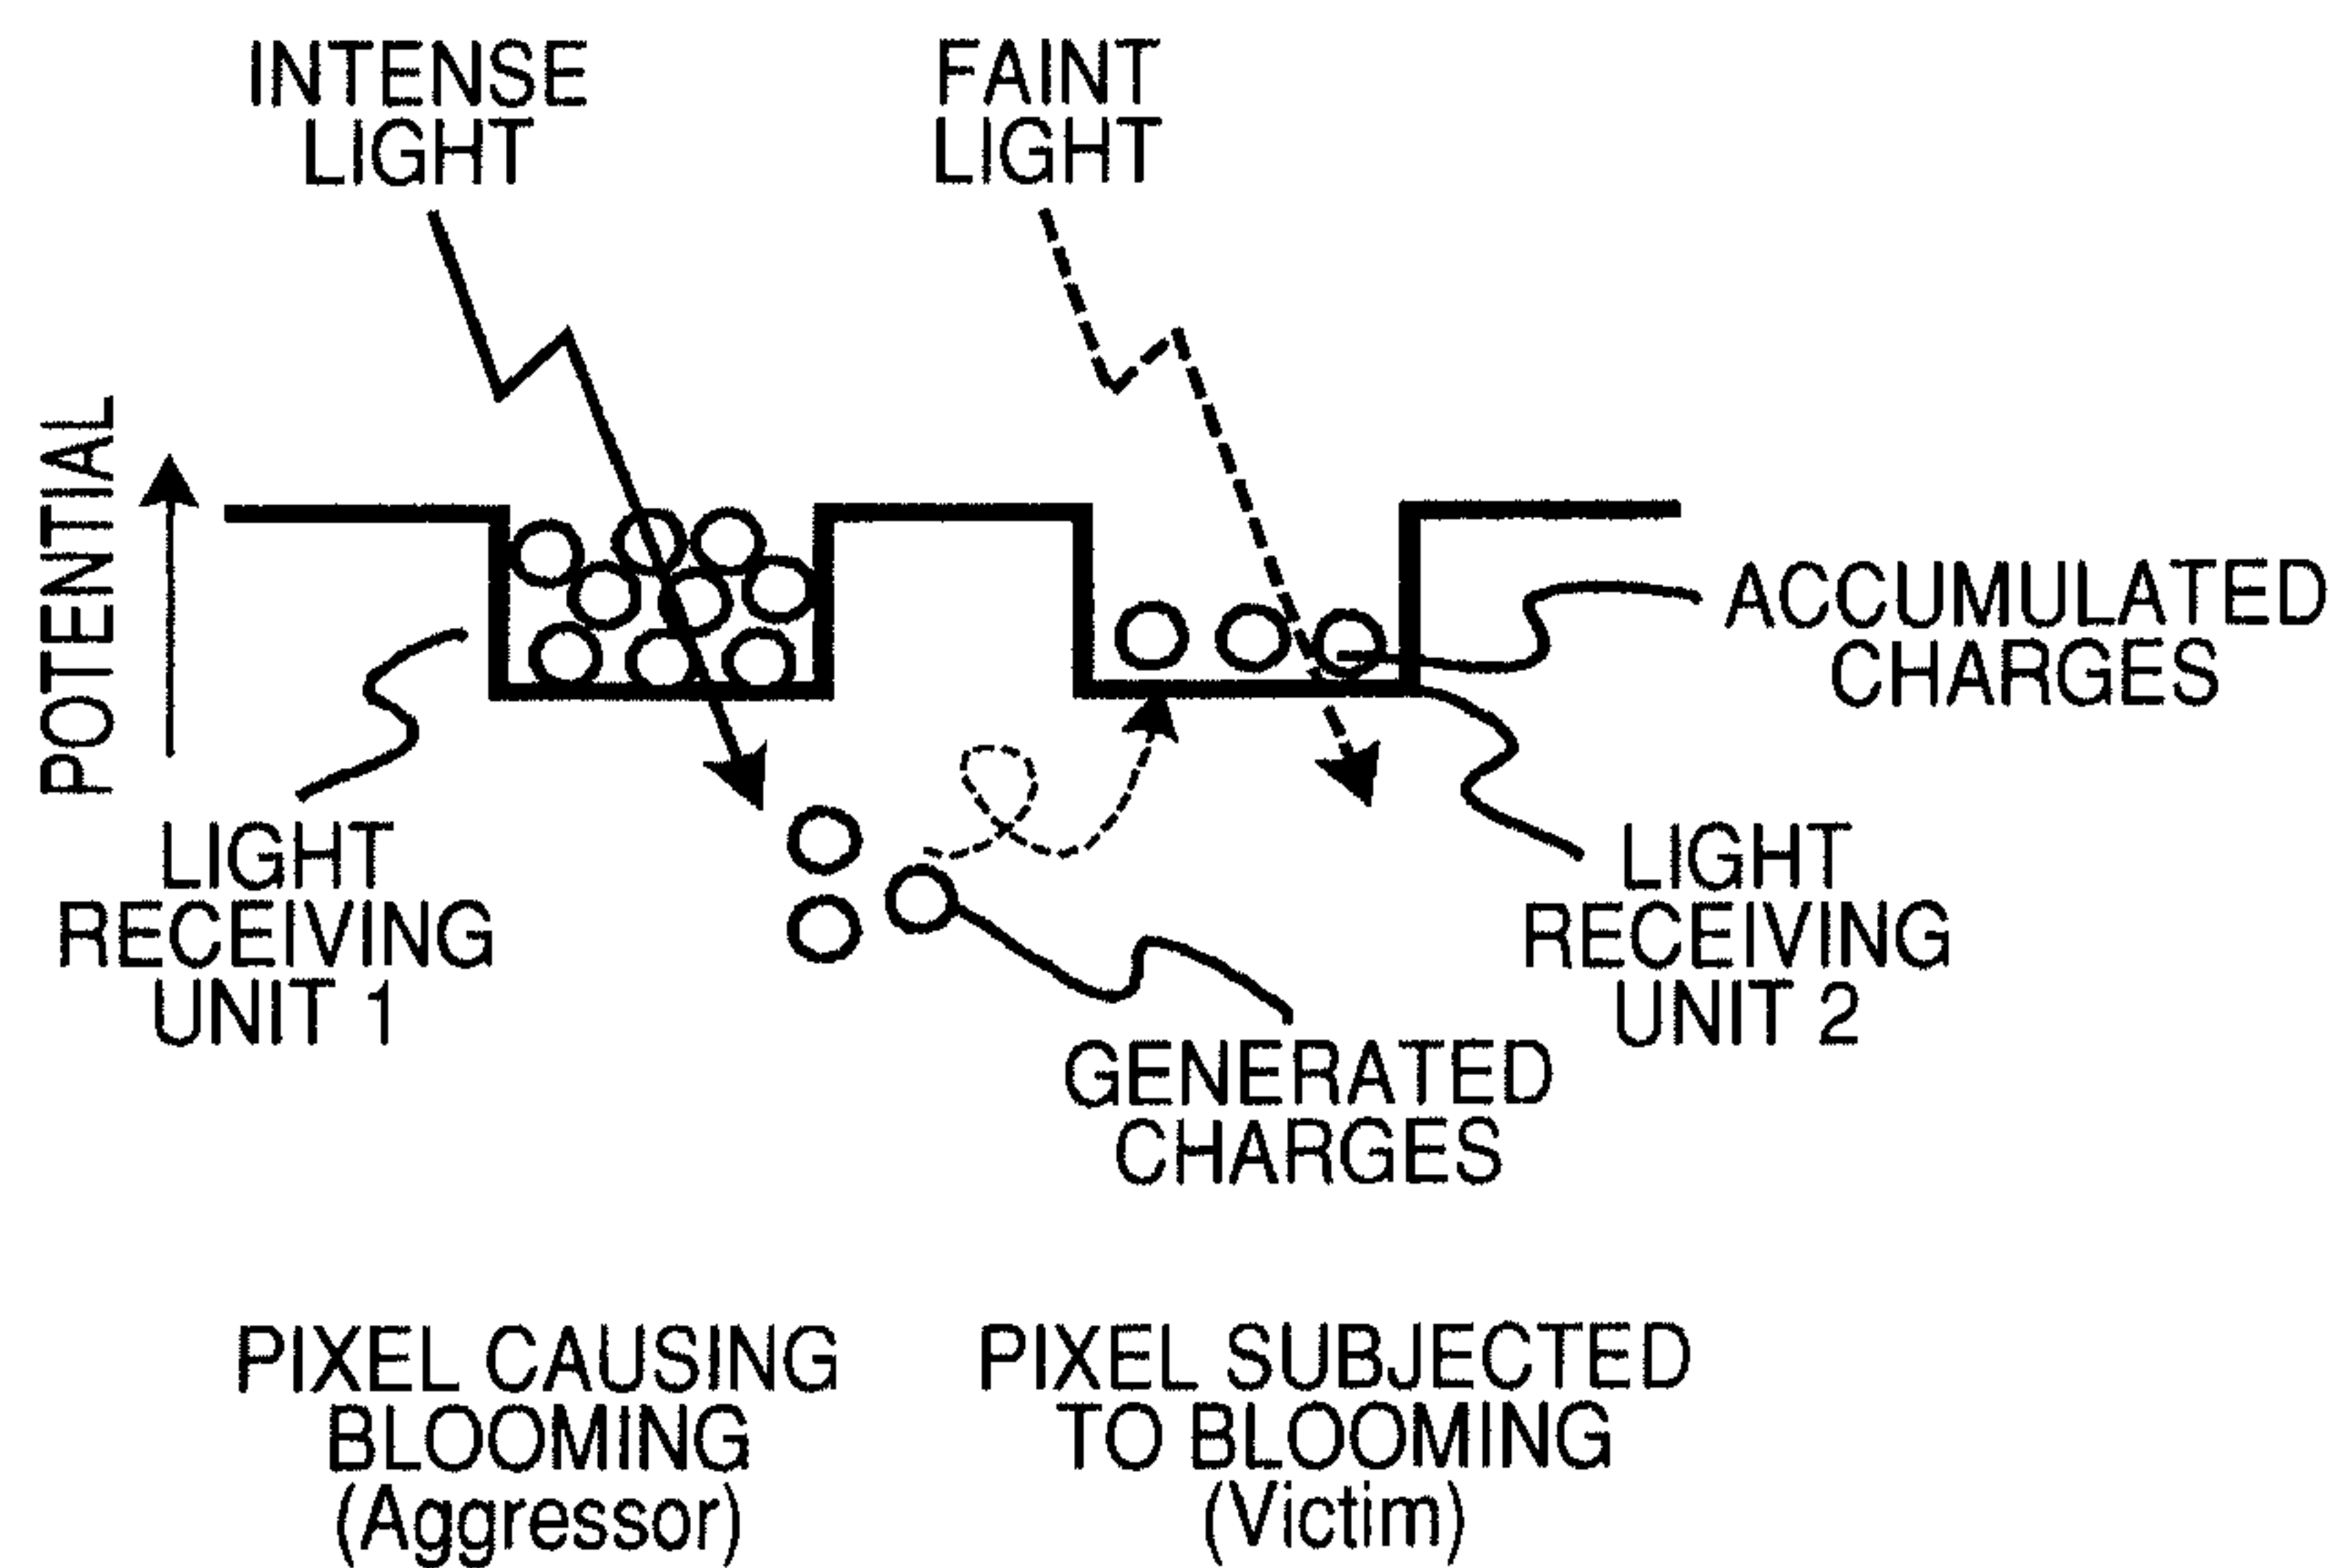 INTENSE
LIGHT
FAINT
LIGHT
POTENTIAL
ACCUMULATED
CHARGES
LIGHT
RECEIVING
UNIT 1
LIGHT
RECEIVING
UNIT 2
GENERATED
CHARGES
PIXEL CAUSING
BLOOMING
(Aggressor)
PIXEL SUBJECTED
TO BLOOMING
(Victim)